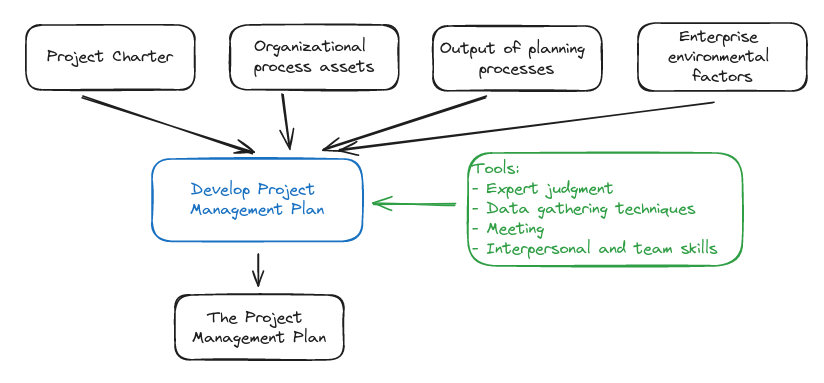 Project Charter
Organizational
process assets
Output of planning
processes
Enterprise
environmental
factors
Develop Project
Management Plan
Tools:
- Expert judgment
- Data gathering techniques
- Meeting
- Interpersonal and team skills
The Project
Management Plan